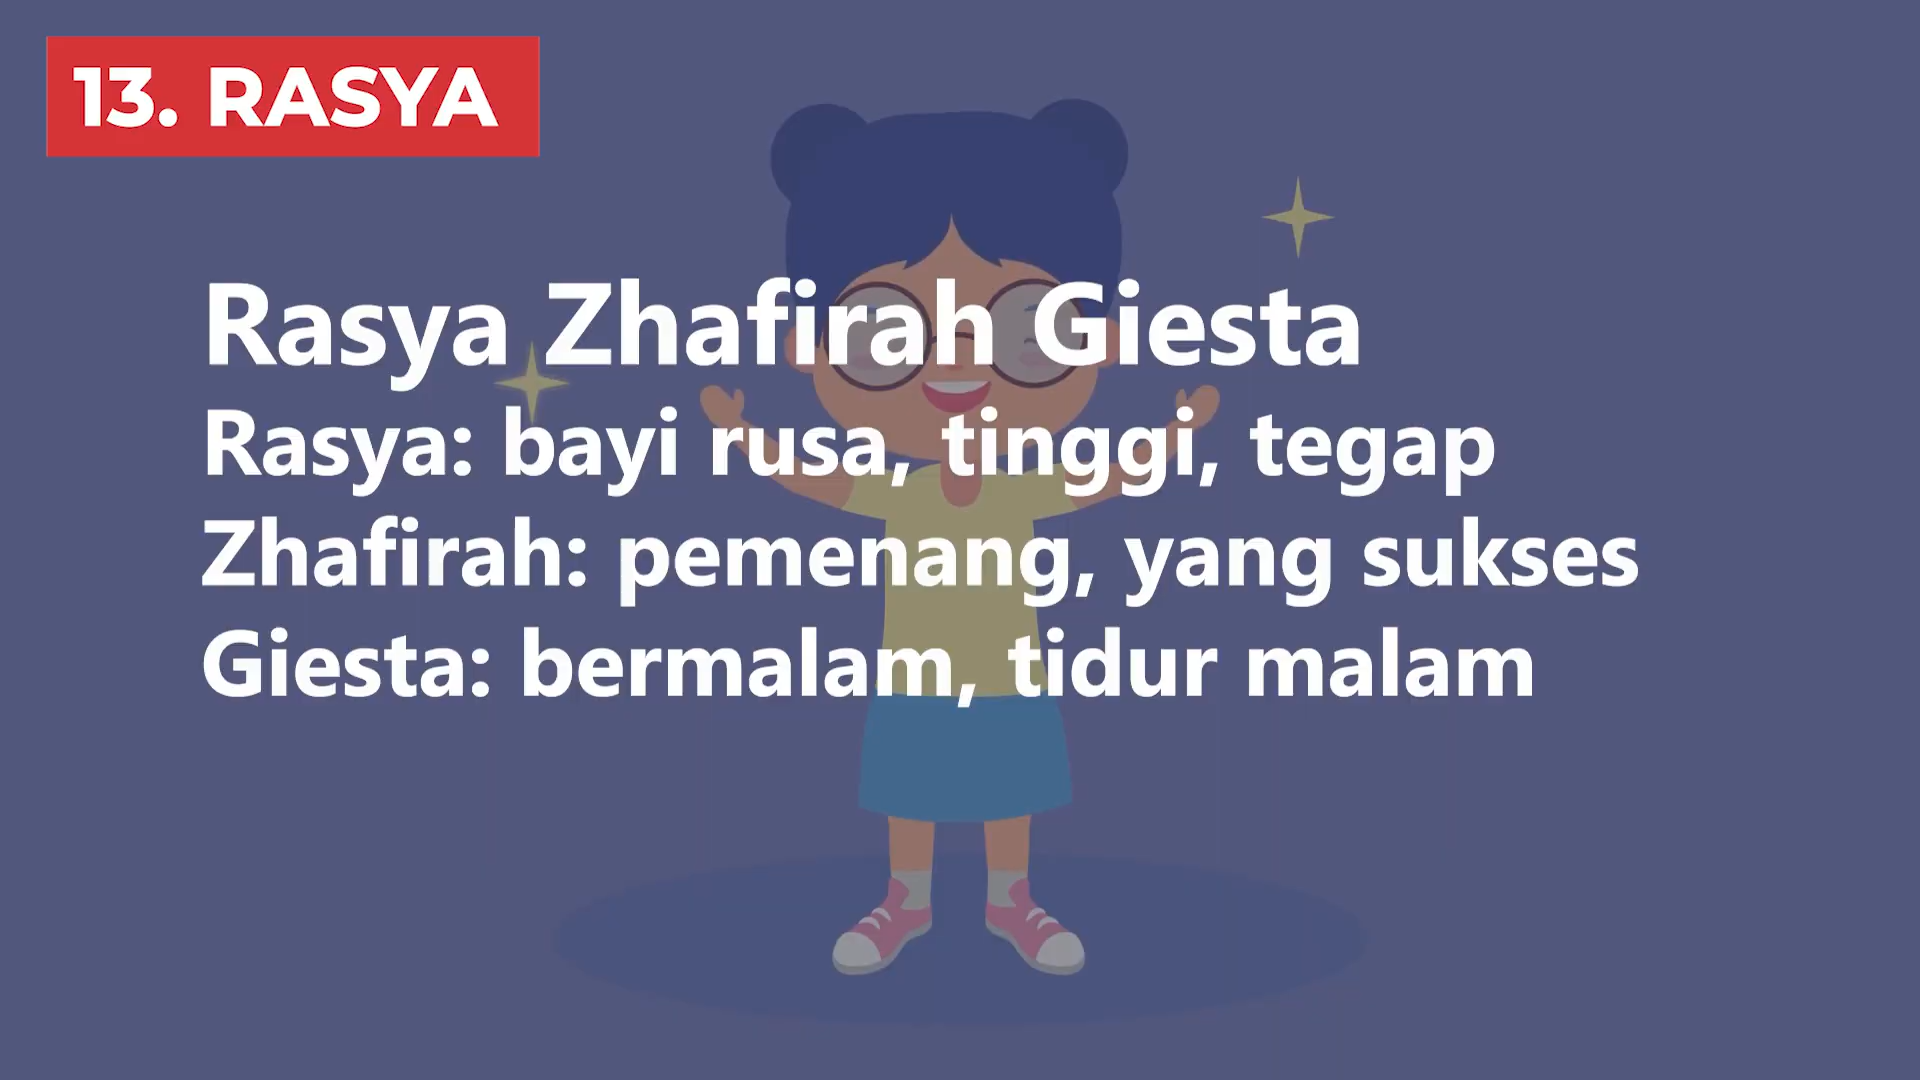 13. RASYA
Rasya Zhafirah Giesta
Rasya: bayi rusa, tinggi, tegap
Zhafirah: pemenang, yang sukses
Giesta: bermalam, tidur malam